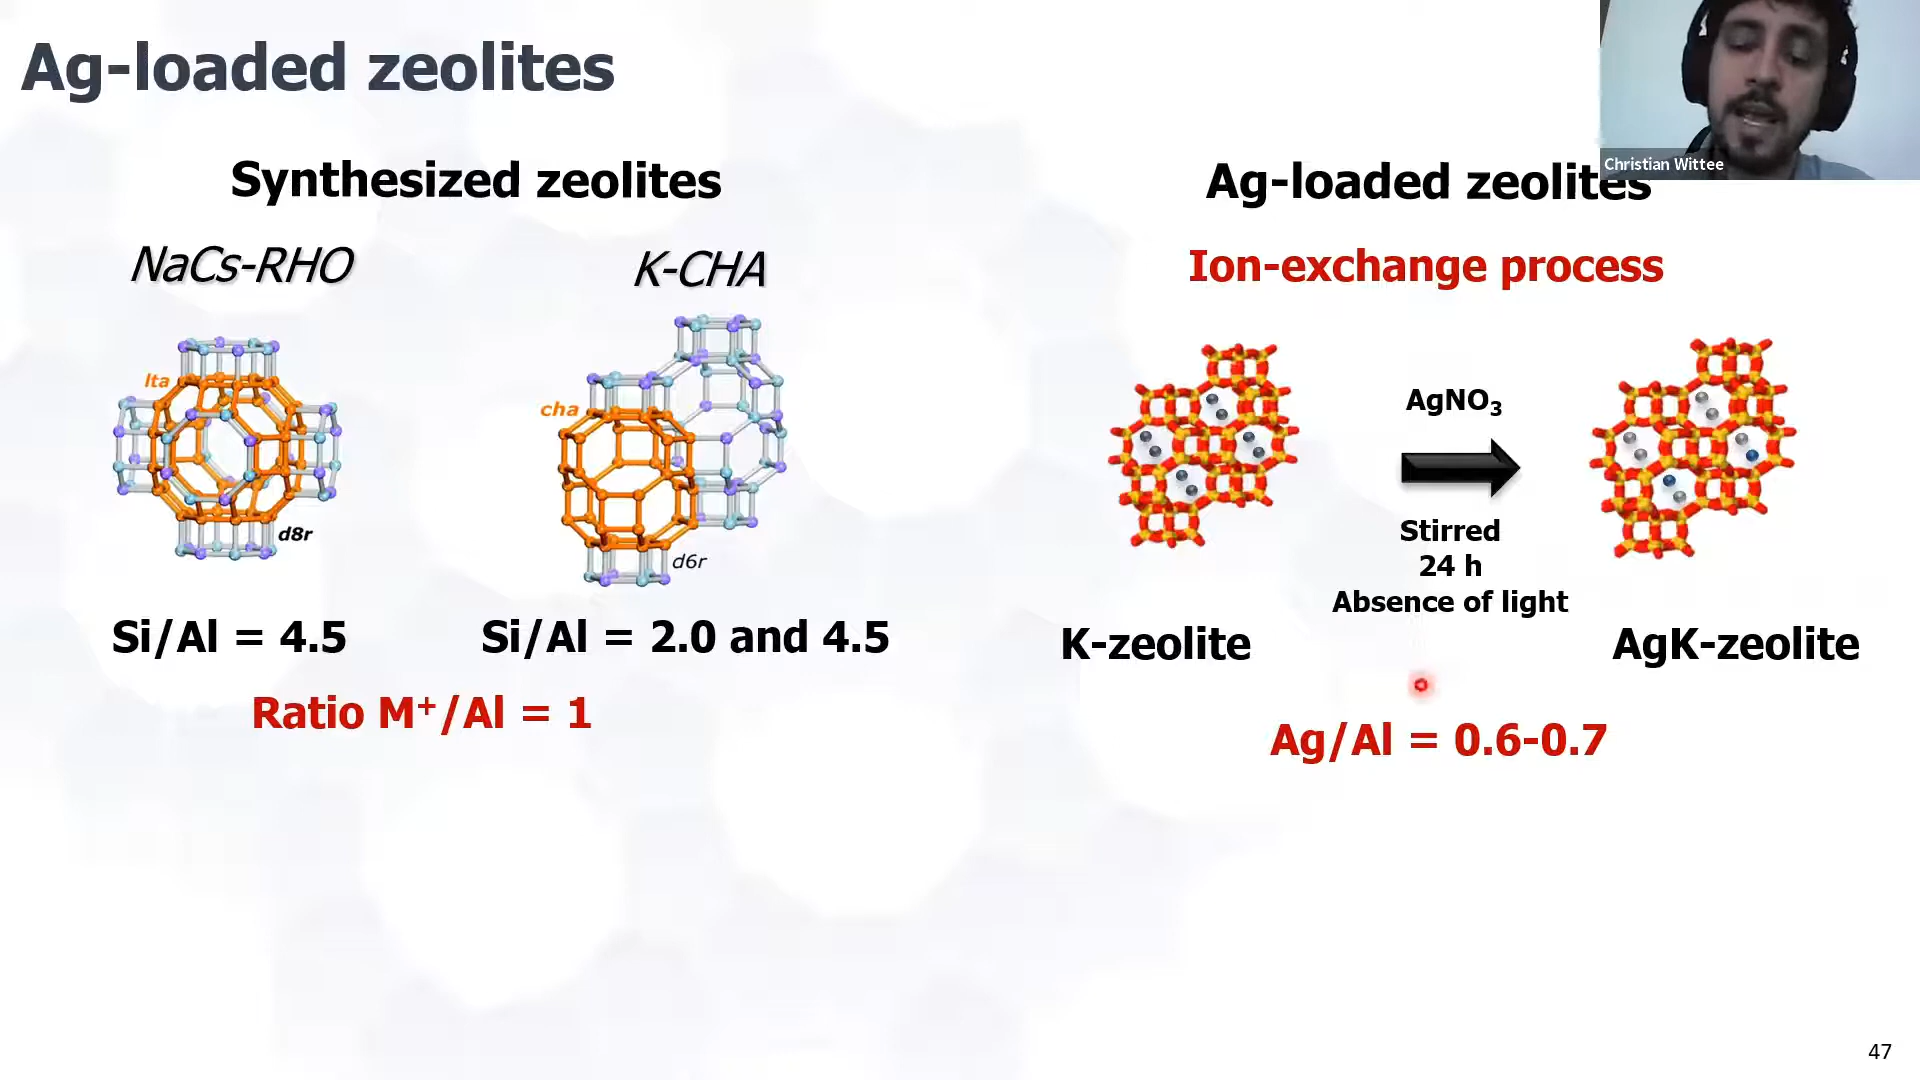 Ag-loaded zeolites
Synthesized zeolites
NaCs-RHO
K-CHA
lta
d8r
cha
d6r
Si/Al = 4.5
Si/Al = 2.0 and 4.5
Ratio M⁺/Al = 1
Christian Wittee
Ag-loaded zeolites
Ion-exchange process
AgNO₃
Stirred
24 h
Absence of light
K-zeolite
AgK-zeolite
Ag/Al = 0.6-0.7
47